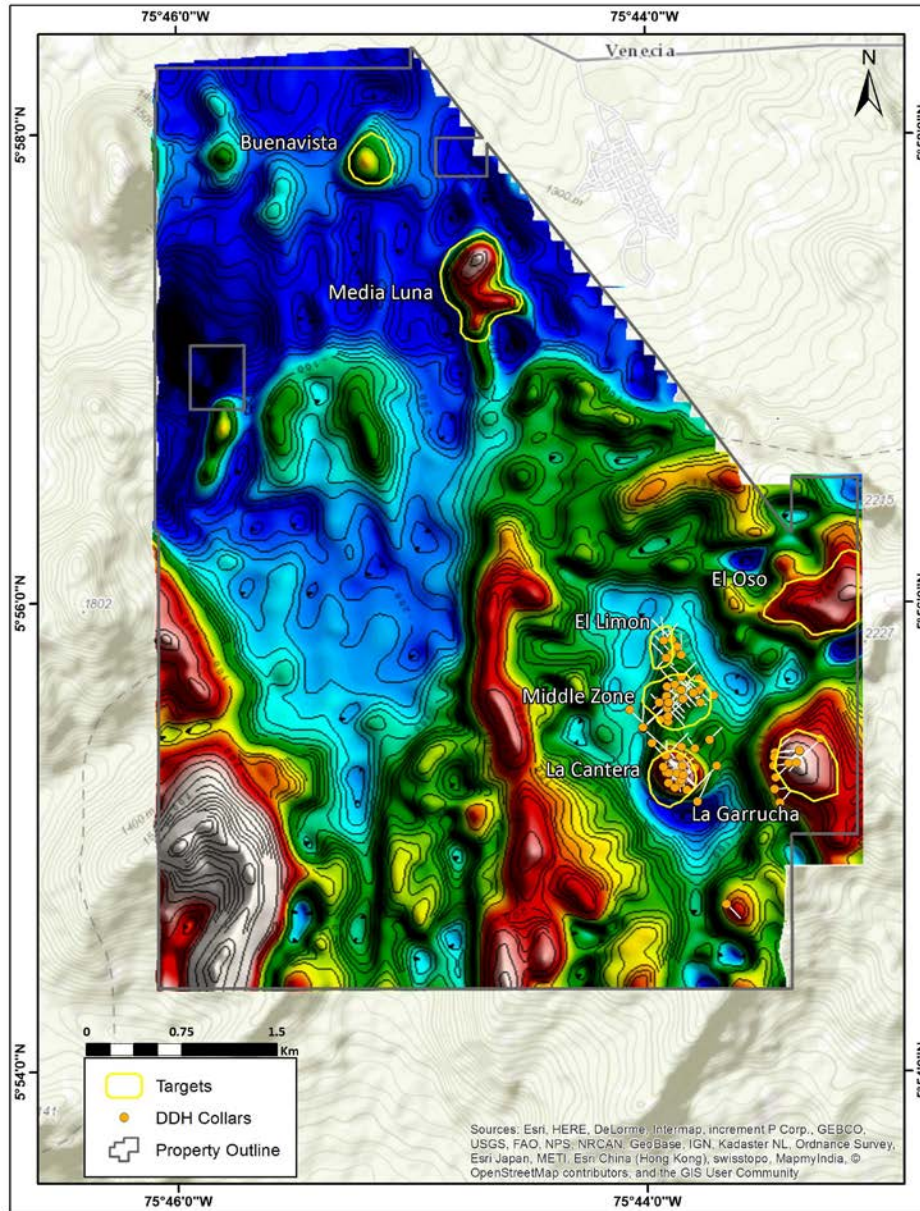 75°46'0"W
75°44'0"W
Venecia
N
5°58'0"N
Buenavista
1300 m
Media Luna
2215
El Oso
1802
El Limon
2227
Middle Zone
La Cantera
La Garrucha
1400 m
5°56'0"N
0 0.75 1.5
Km
Targets
DDH Collars
Property Outline
5°54'0"N
141
Sources: Esri, HERE, DeLorme, Intermap, increment P Corp., GEBCO,
USGS, FAO, NPS, NRCAN, GeoBase, IGN, Kadaster NL, Ordnance Survey,
Esri Japan, METI, Esri China (Hong Kong), swisstopo, MapmyIndia, ©
OpenStreetMap contributors, and the GIS User Community
75°46'0"W
75°44'0"W